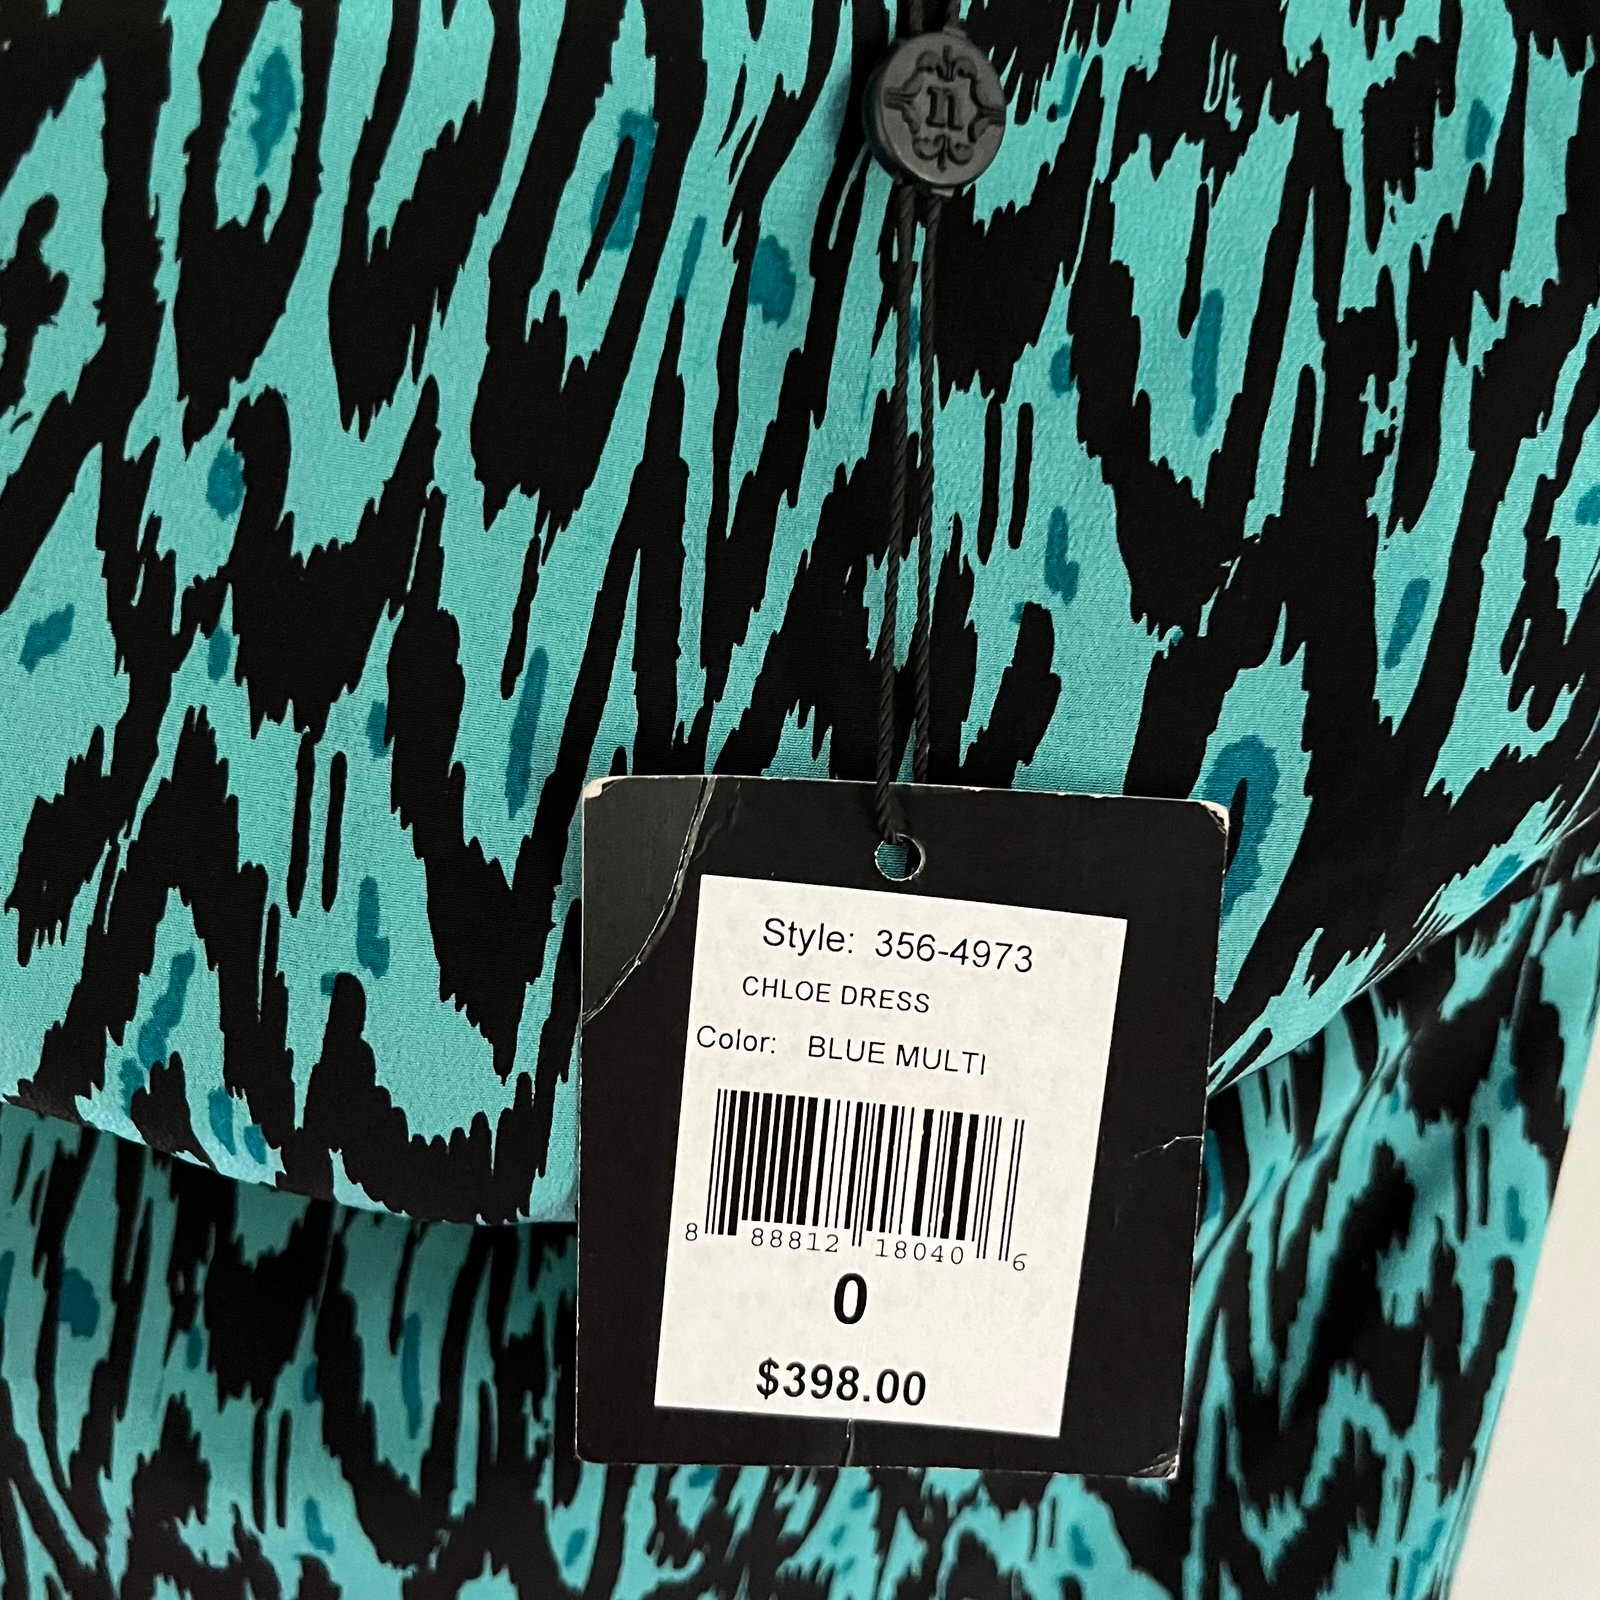 n
Style: 356-4973
CHLOE DRESS
Color: BLUE MULTI
8 88812 18040 6
0
$398.00